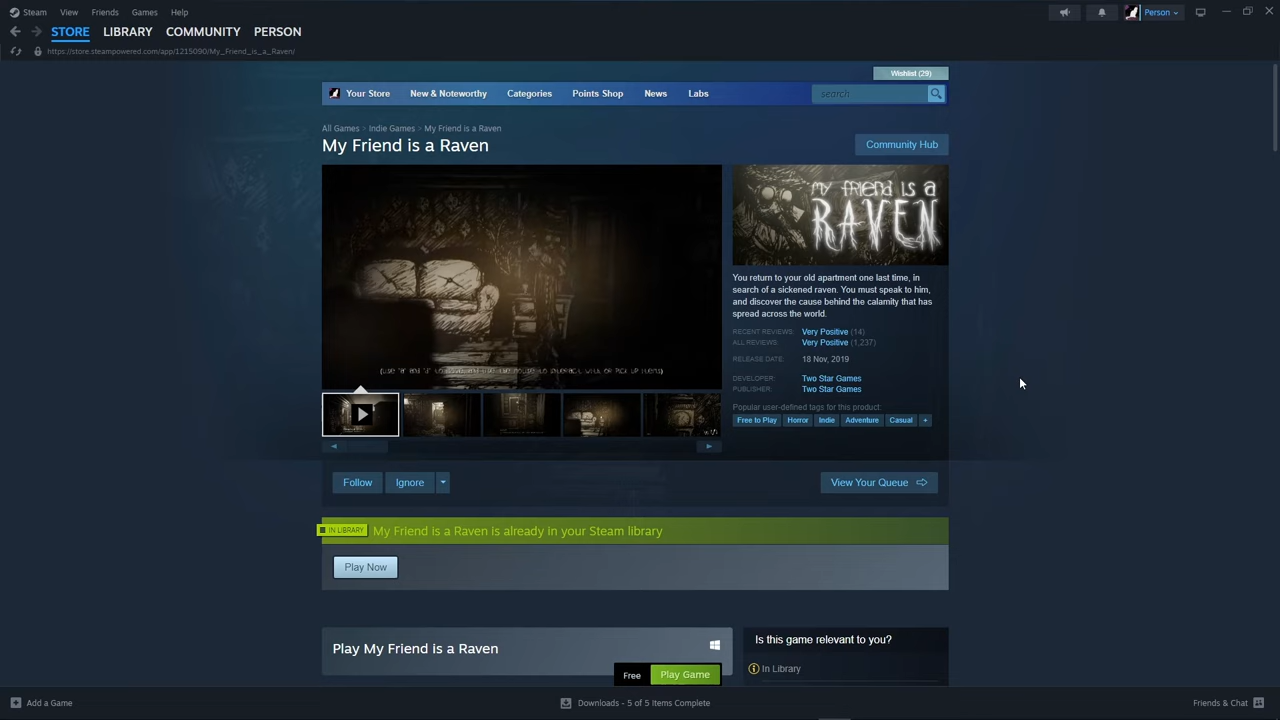 Steam View Friends Games Help
Person
STORE LIBRARY COMMUNITY PERSON
https://store.steampowered.com/app/1215090/My_Friend_is_a_Raven/
Wishlist (29)
Your Store New & Noteworthy Categories Points Shop News Labs
search
All Games > Indie Games > My Friend is a Raven
My Friend is a Raven
Community Hub
my friend is a
RAVEN
You return to your old apartment one last time, in
search of a sickened raven. You must speak to him,
and discover the cause behind the calamity that has
spread across the world.
RECENT REVIEWS: Very Positive (14)
ALL REVIEWS: Very Positive (1,237)
RELEASE DATE: 18 Nov, 2019
DEVELOPER: Two Star Games
PUBLISHER: Two Star Games
Popular user-defined tags for this product:
Free to Play Horror Indie Adventure Casual +
Follow Ignore
View Your Queue
IN LIBRARY My Friend is a Raven is already in your Steam library
Play Now
Play My Friend is a Raven
Free Play Game
Is this game relevant to you?
In Library
Add a Game
Downloads - 5 of 5 Items Complete
Friends & Chat